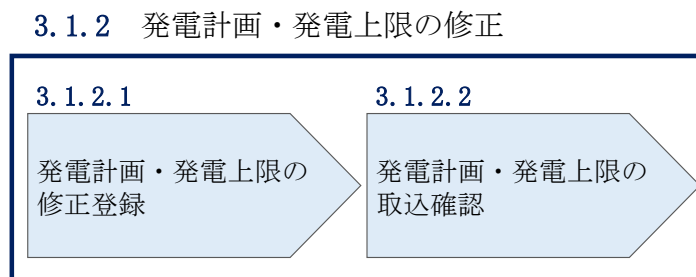 3.1.2 発電計画・発電上限の修正
3.1.2.1
発電計画・発電上限の
修正登録
3.1.2.2
発電計画・発電上限の
取込確認